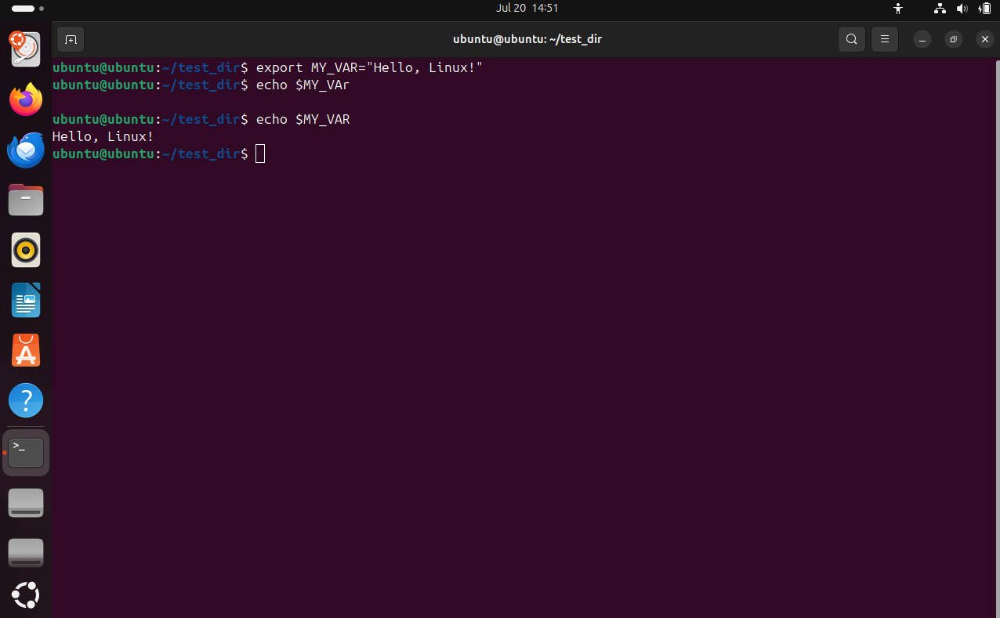 Jul 20 14:51
ubuntu@ubuntu: ~/test_dir
ubuntu@ubuntu:~/test_dir$ export MY_VAR="Hello, Linux!"
ubuntu@ubuntu:~/test_dir$ echo $MY_VAr
ubuntu@ubuntu:~/test_dir$ echo $MY_VAR
Hello, Linux!
ubuntu@ubuntu:~/test_dir$